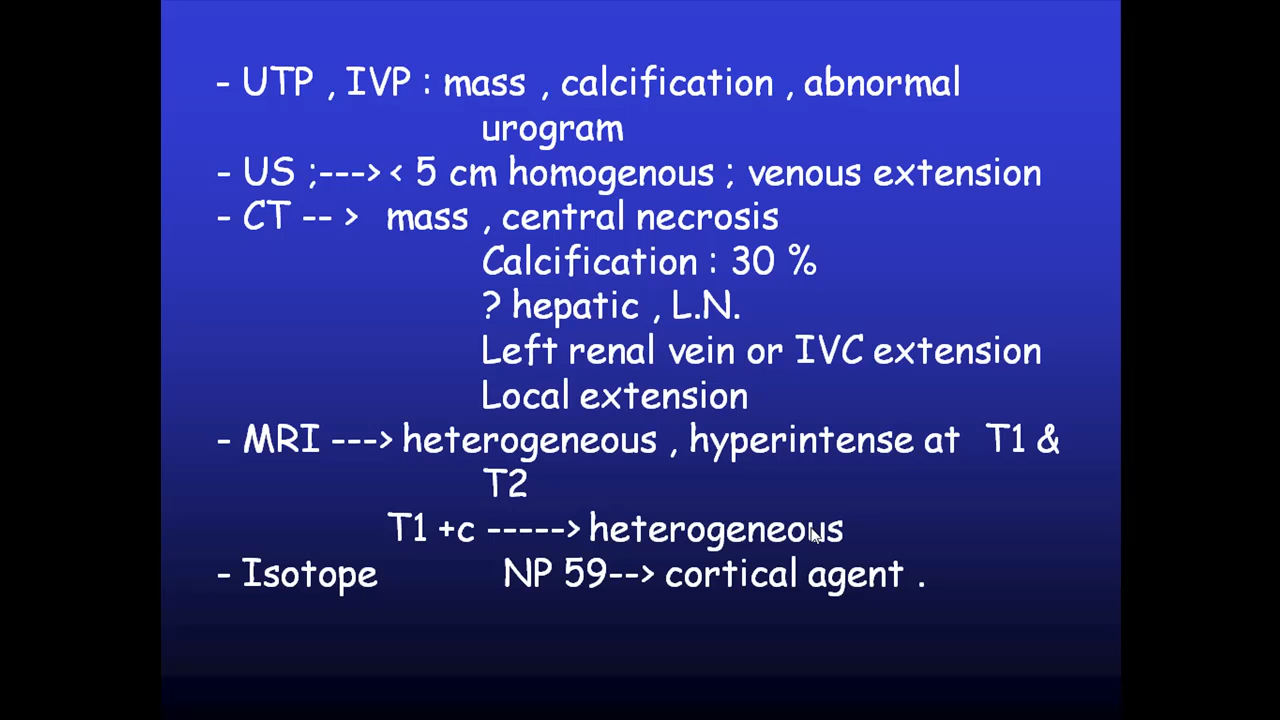 - UTP , IVP : mass , calcification , abnormal
urogram
- US ;---> < 5 cm homogenous ; venous extension
- CT -- > mass , central necrosis
Calcification : 30 %
? hepatic , L.N.
Left renal vein or IVC extension
Local extension
- MRI ---> heterogeneous , hyperintense at T1 &
T2
T1 +c -----> heterogeneous
- Isotope NP 59--> cortical agent .